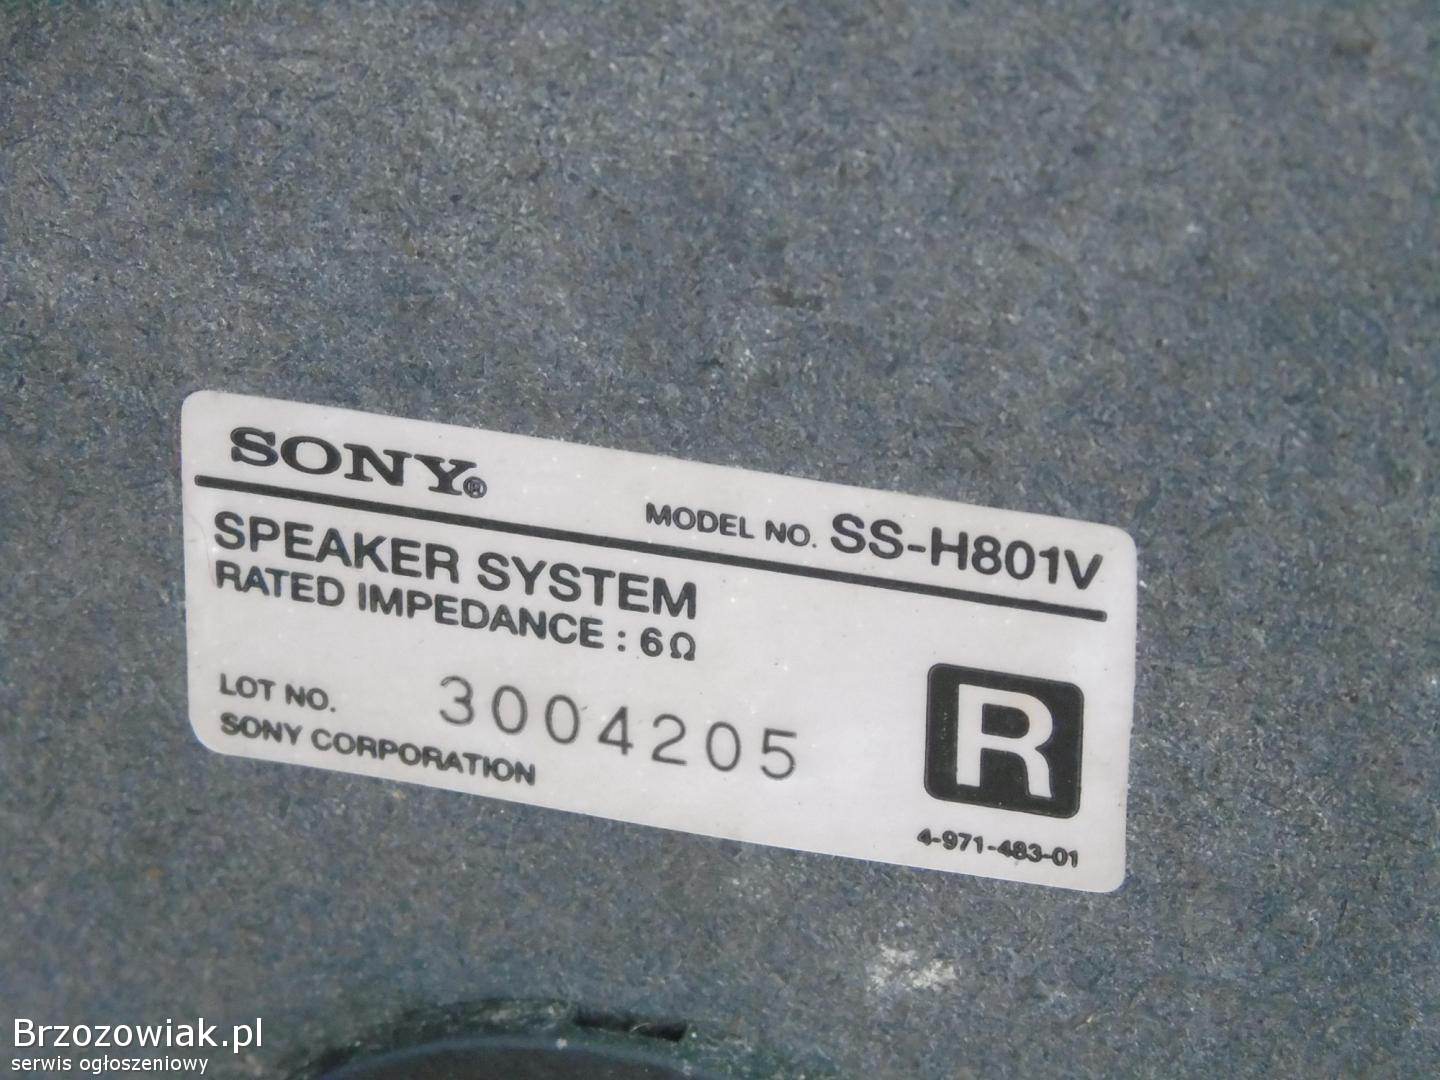 SONY®
MODEL NO. SS-H801V
SPEAKER SYSTEM
RATED IMPEDANCE : 6Ω
LOT NO. 3004205
SONY CORPORATION
R
4-971-483-01
Brzozowiak.pl
serwis ogłoszeniowy